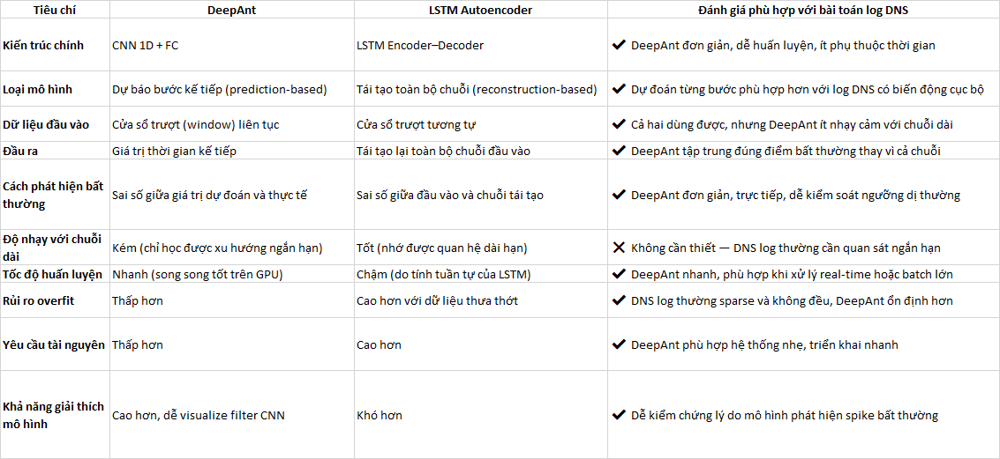 Tiêu chí DeepAnt LSTM Autoencoder Đánh giá phù hợp với bài toán log DNS
Kiến trúc chính CNN 1D + FC LSTM Encoder–Decoder ✔ DeepAnt đơn giản, dễ huấn luyện, ít phụ thuộc thời gian
Loại mô hình Dự báo bước kế tiếp (prediction-based) Tái tạo toàn bộ chuỗi (reconstruction-based) ✔ Dự đoán từng bước phù hợp hơn với log DNS có biến động cục bộ
Dữ liệu đầu vào Cửa sổ trượt (window) liên tục Cửa sổ trượt tương tự ✔ Cả hai dùng được, nhưng DeepAnt ít nhạy cảm với chuỗi dài
Đầu ra Giá trị thời gian kế tiếp Tái tạo lại toàn bộ chuỗi đầu vào ✔ DeepAnt tập trung đúng điểm bất thường thay vì cả chuỗi
Cách phát hiện bất
thường Sai số giữa giá trị dự đoán và thực tế Sai số giữa đầu vào và chuỗi tái tạo ✔ DeepAnt đơn giản, trực tiếp, dễ kiểm soát ngưỡng dị thường
Độ nhạy với chuỗi
dài Kém (chỉ học được xu hướng ngắn hạn) Tốt (nhớ được quan hệ dài hạn) ✕ Không cần thiết — DNS log thường cần quan sát ngắn hạn
Tốc độ huấn luyện Nhanh (song song tốt trên GPU) Chậm (do tính tuần tự của LSTM) ✔ DeepAnt nhanh, phù hợp khi xử lý real-time hoặc batch lớn
Rủi ro overfit Thấp hơn Cao hơn với dữ liệu thưa thớt ✔ DNS log thường sparse và không đều, DeepAnt ổn định hơn
Yêu cầu tài nguyên Thấp hơn Cao hơn ✔ DeepAnt phù hợp hệ thống nhẹ, triển khai nhanh
Khả năng giải thích
mô hình Cao hơn, dễ visualize filter CNN Khó hơn ✔ Dễ kiểm chứng lý do mô hình phát hiện spike bất thường